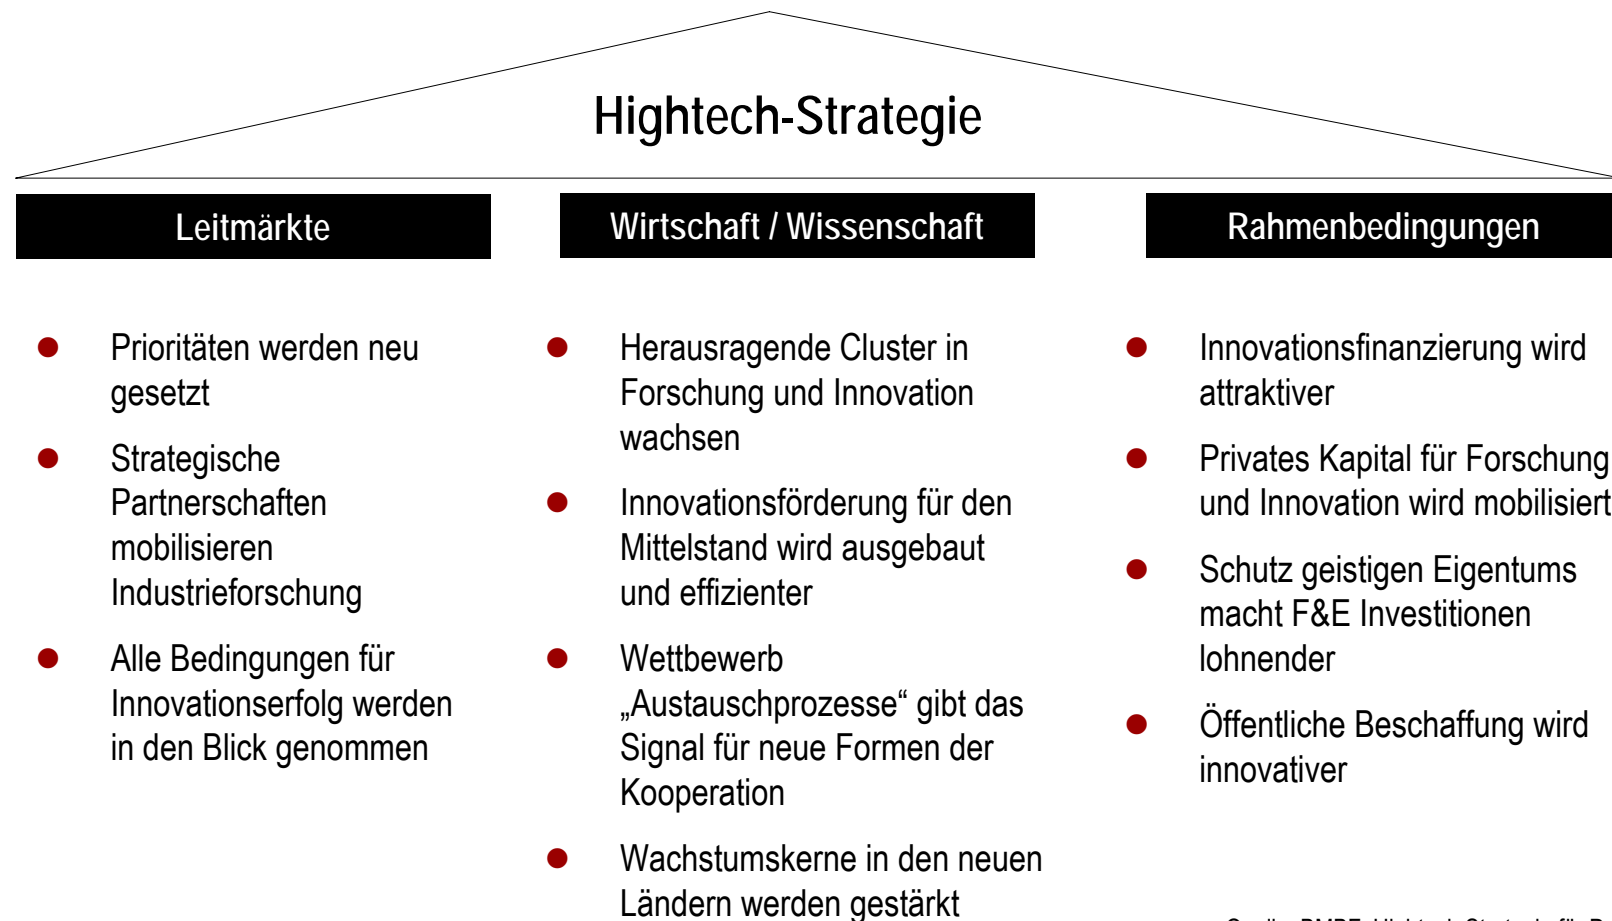 Hightech-Strategie
Leitmärkte
Prioritäten werden neu
gesetzt
Strategische
Partnerschaften
mobilisieren
Industrieforschung
Alle Bedingungen für
Innovationserfolg werden
in den Blick genommen
Wirtschaft / Wissenschaft
Herausragende Cluster in
Forschung und Innovation
wachsen
Innovationsförderung für den
Mittelstand wird ausgebaut
und effizienter
Wettbewerb
„Austauschprozesse“ gibt das
Signal für neue Formen der
Kooperation
Wachstumskerne in den neuen
Ländern werden gestärkt
Rahmenbedingungen
Innovationsfinanzierung wird
attraktiver
Privates Kapital für Forschung
und Innovation wird mobilisiert
Schutz geistigen Eigentums
macht F&E Investitionen
lohnender
Öffentliche Beschaffung wird
innovativer